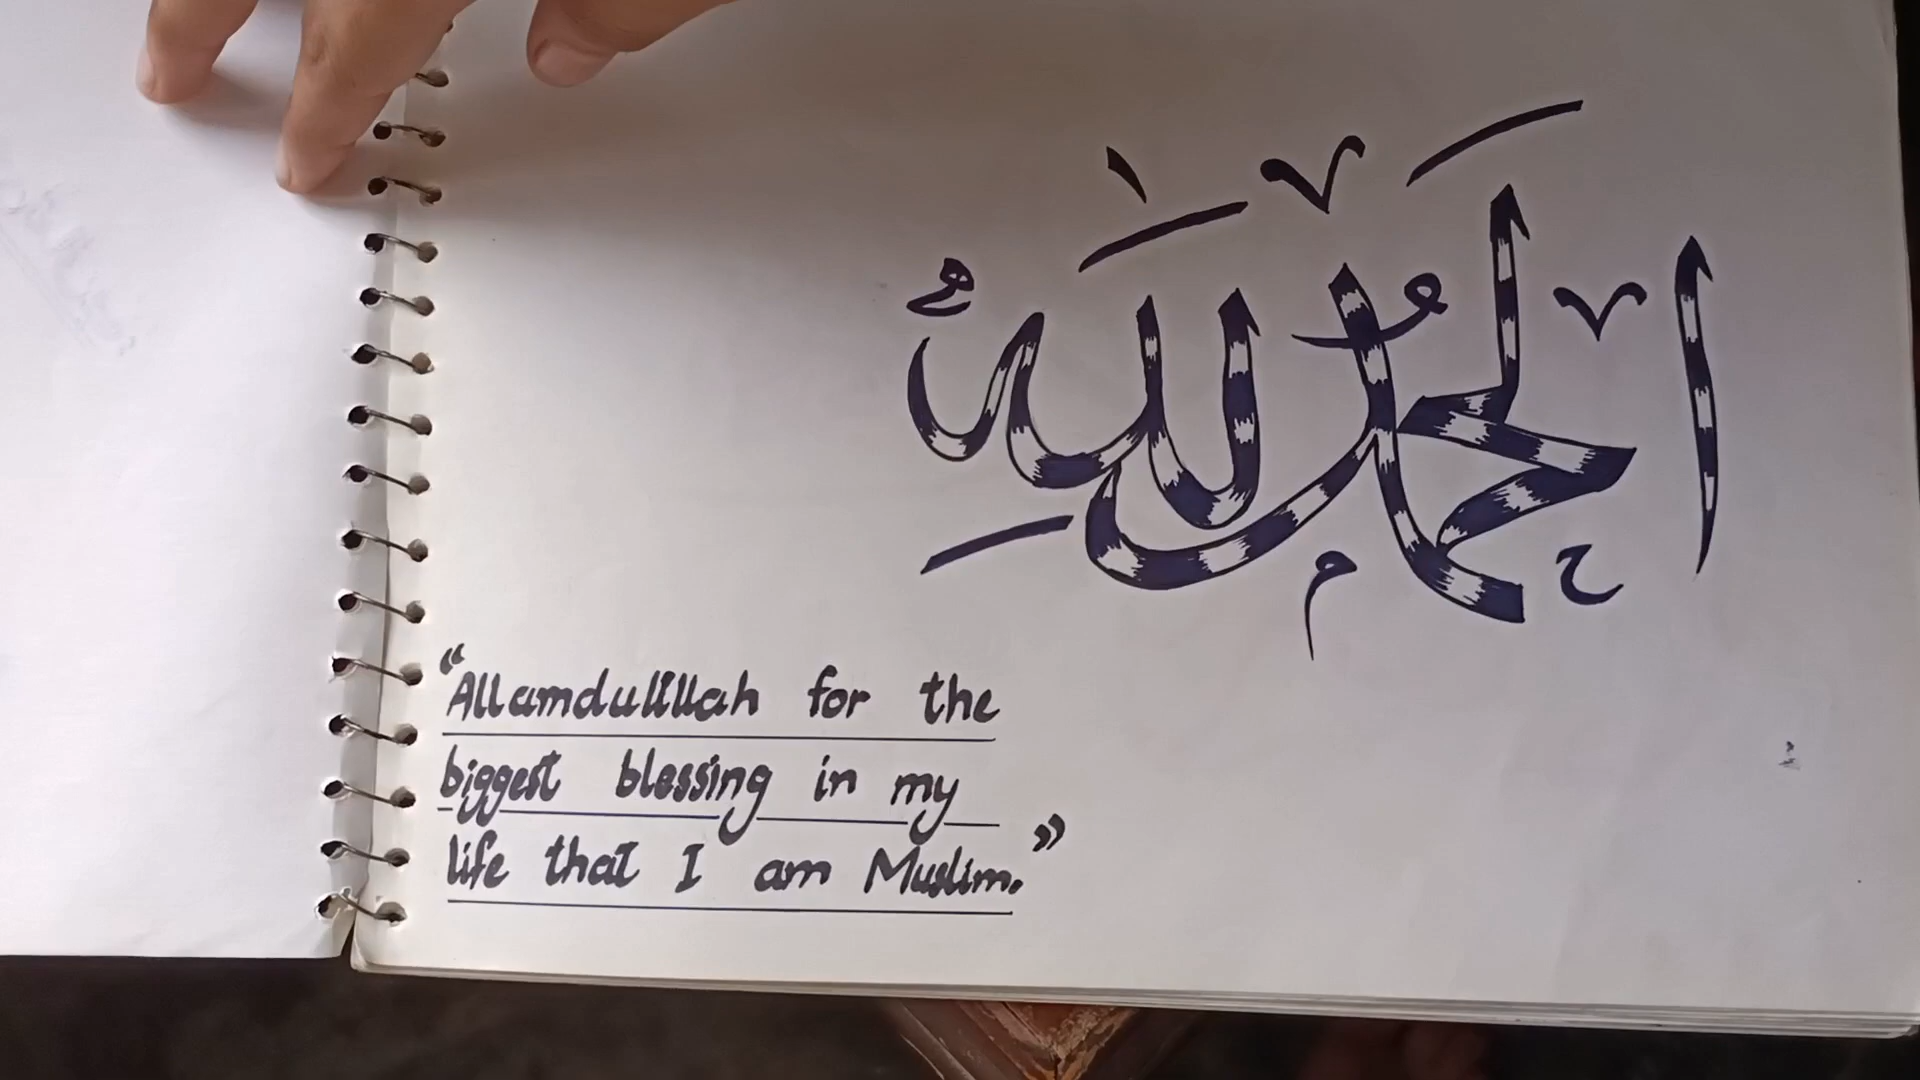 الحمد لله
"Allamdulillah for the
biggest blessing in my
life that I am Muslim."